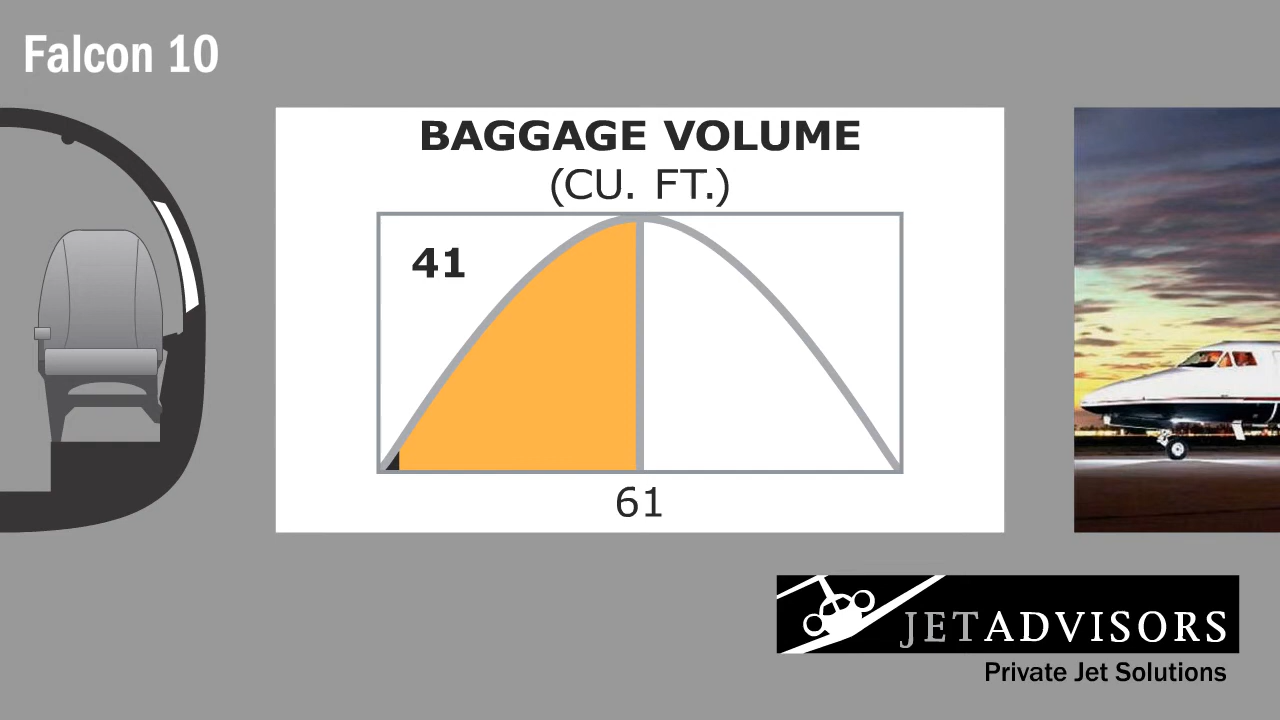 Falcon 10
BAGGAGE VOLUME
(CU. FT.)
41
61
JETADVISORS
Private Jet Solutions